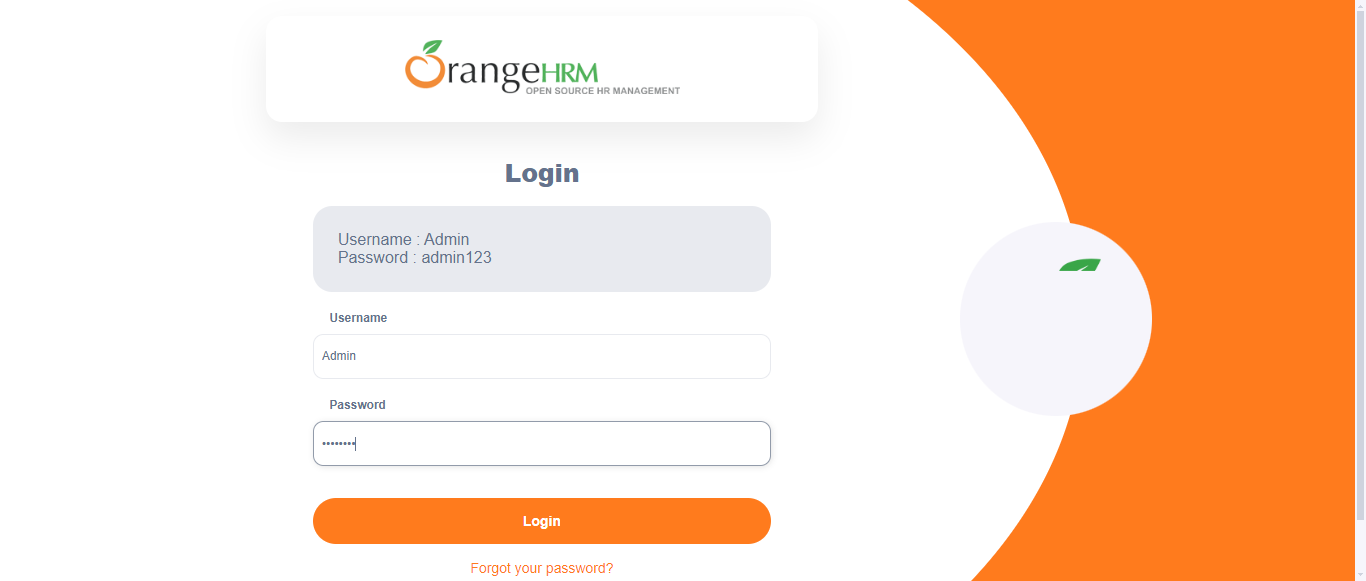 OrangeHRM
OPEN SOURCE HR MANAGEMENT
Login
Username : Admin
Password : admin123
Username
Admin
Password
••••••••
Login
Forgot your password?